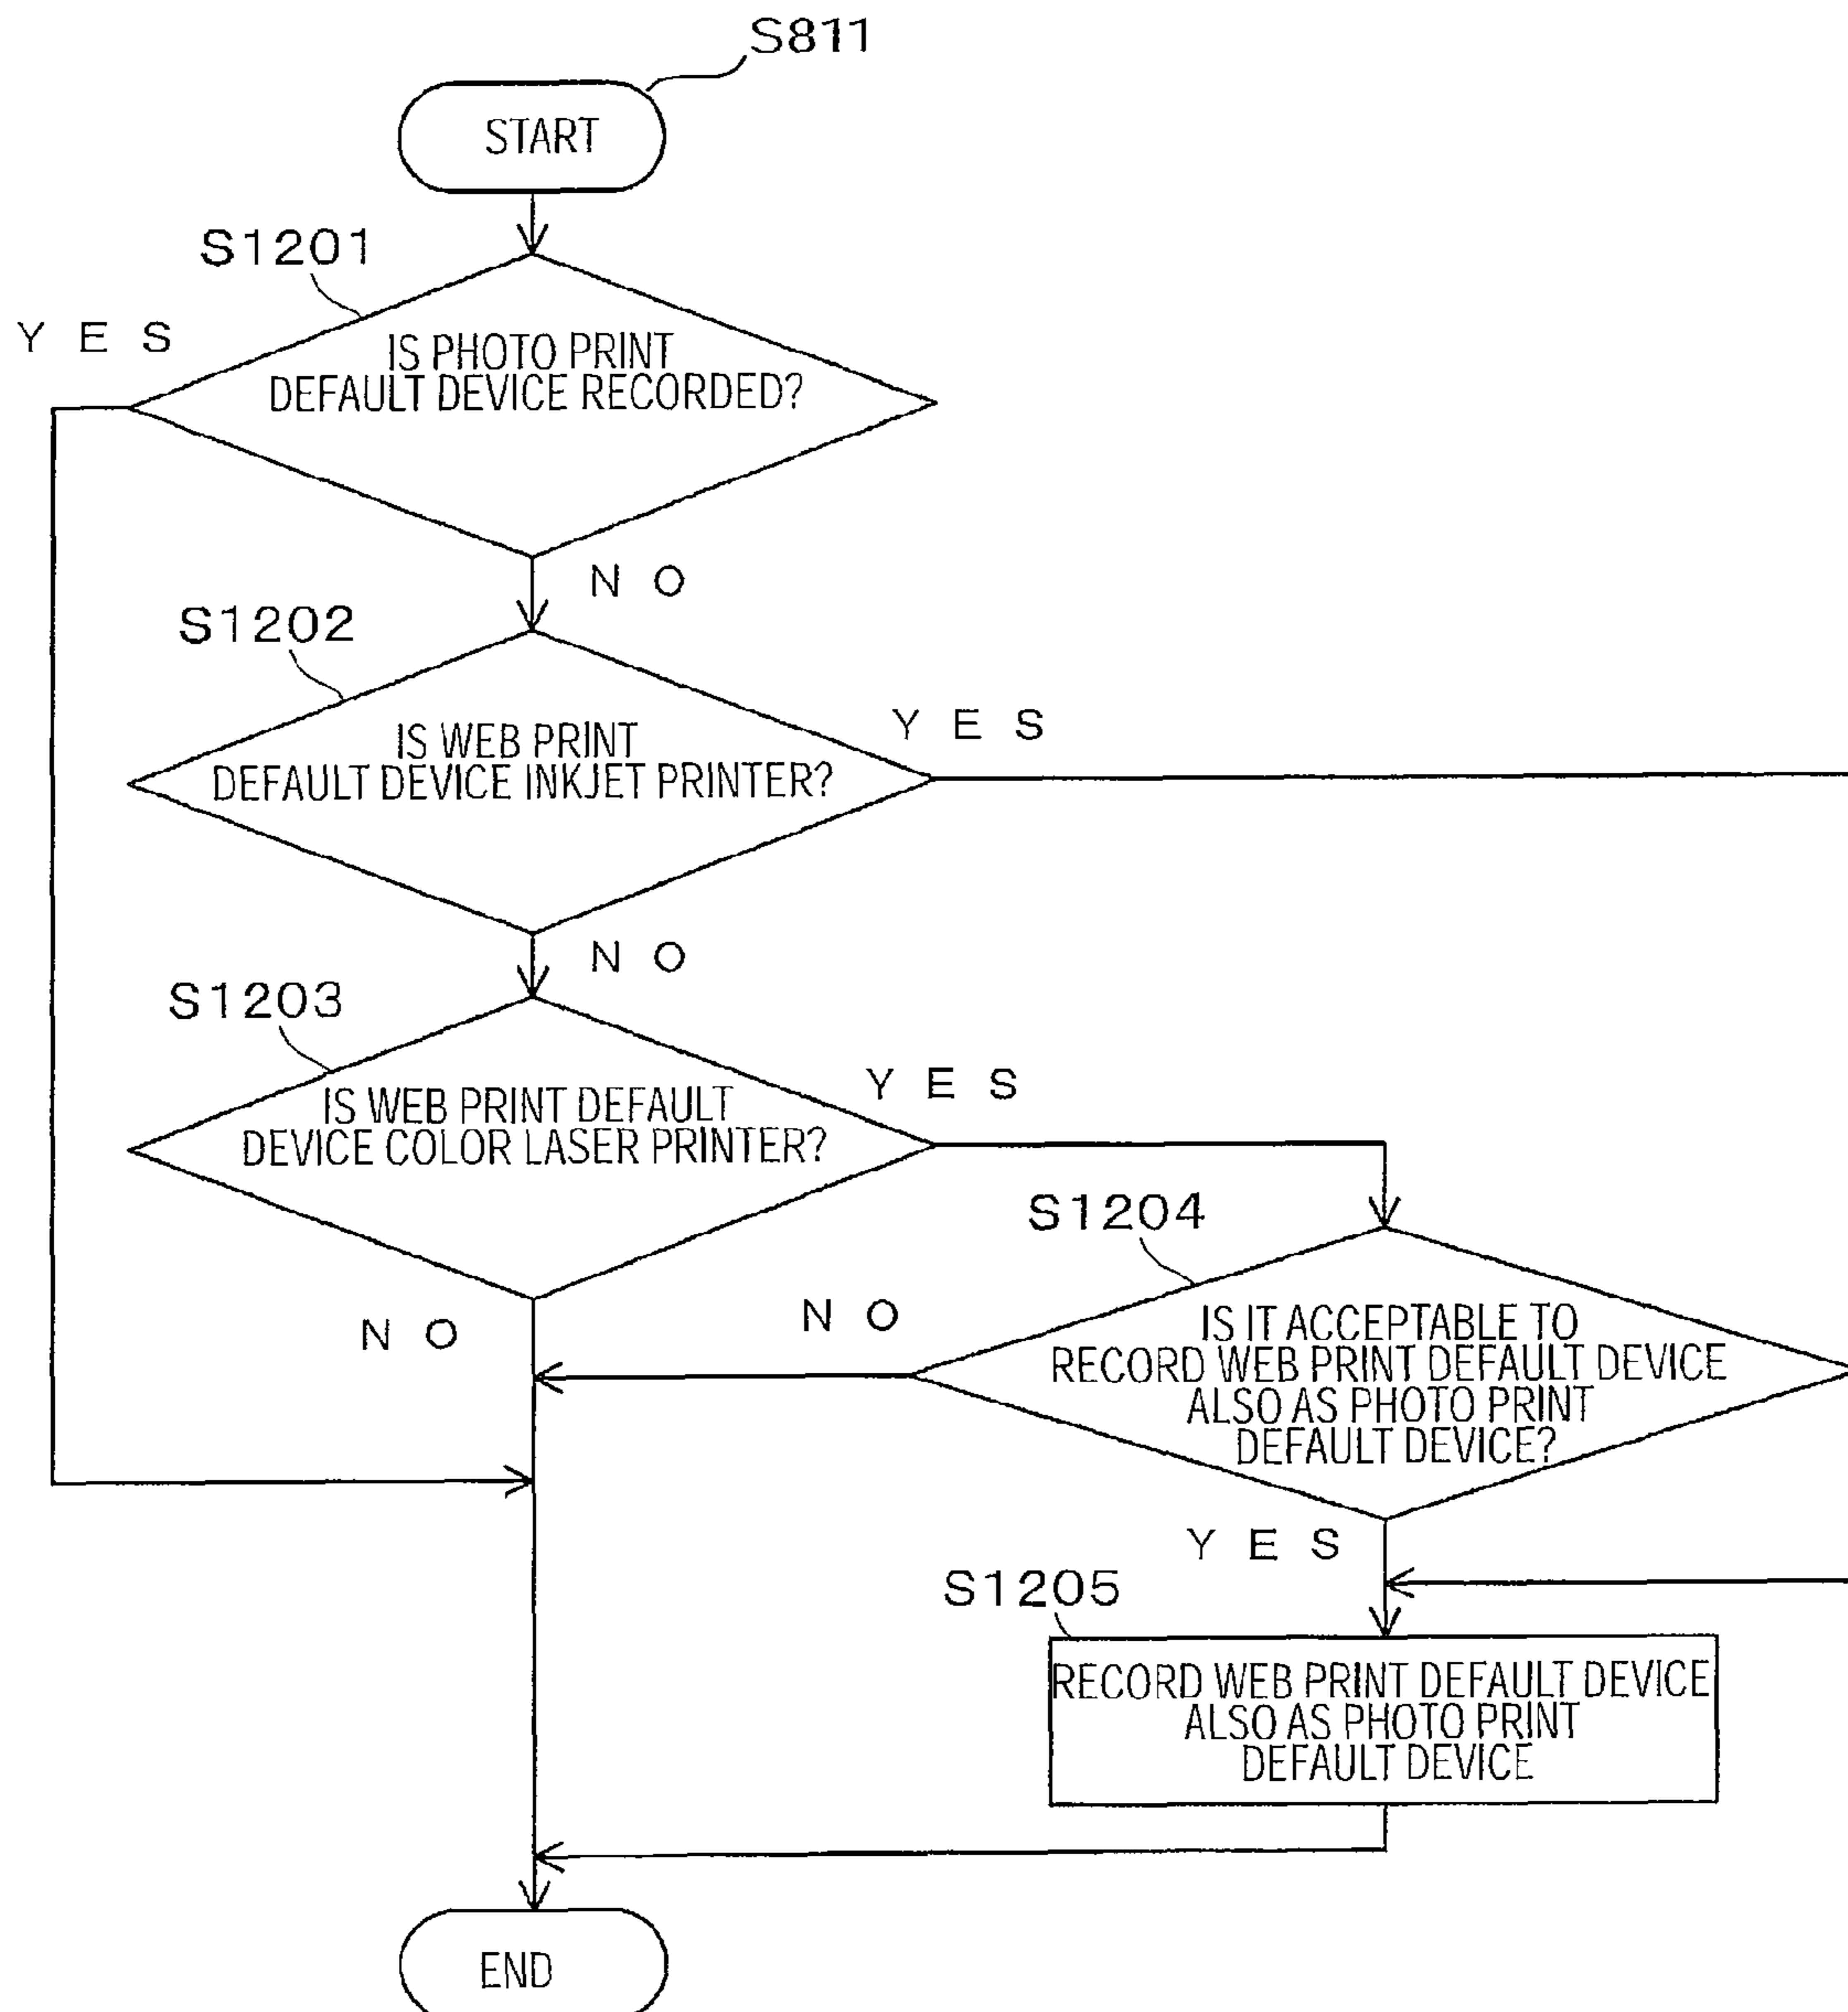 S811
START
S1201
YES
IS PHOTO PRINT
DEFAULT DEVICE RECORDED?
NO
S1202
IS WEB PRINT
DEFAULT DEVICE INKJET PRINTER?
YES
NO
S1203
IS WEB PRINT DEFAULT
DEVICE COLOR LASER PRINTER?
YES
NO
S1204
NO
IS IT ACCEPTABLE TO
RECORD WEB PRINT DEFAULT DEVICE
ALSO AS PHOTO PRINT
DEFAULT DEVICE?
YES
S1205
RECORD WEB PRINT DEFAULT DEVICE
ALSO AS PHOTO PRINT
DEFAULT DEVICE
END